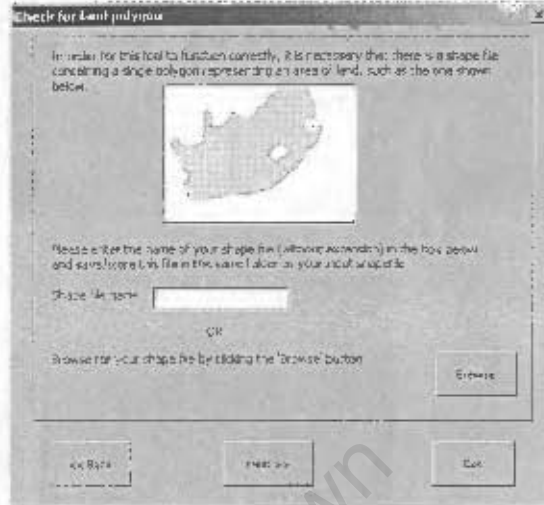 Check for land polygon
In order for this tool to function correctly, it is necessary that there is a shape file
containing a single polygon representing an area of land, such as the one shown
below.
Please enter the name of your shape file (without extension) in the box below
and save/store this file in the same folder as your input shapefile
Shape file name
OR
Browse for your shape file by clicking the 'Browse' button
Browse
<< Back
Next >>
Exit